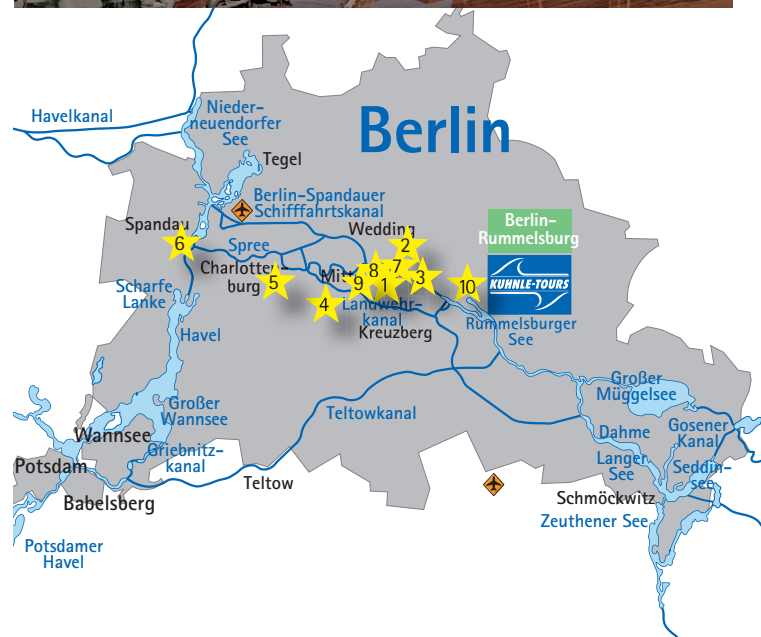 Havelkanal
Nieder-
neuendorfer
See
Berlin
Tegel
Berlin-Spandauer
Schifffahrtskanal
Spandau
Wedding
Berlin-
Rummelsburg
6
Spree
2
Charlotten-
burg
Mitte
8
7
5
9
1
3
10
KUHNLE-TOURS
Scharfe
Lanke
4
Landwehr-
kanal
Kreuzberg
Rummelsburger
See
Havel
Großer
Müggelsee
Großer
Wannsee
Teltowkanal
Wannsee
Dahme
Gosener
Kanal
Griebnitz-
kanal
Langer
See
Seddin-
see
Potsdam
Teltow
Babelsberg
Schmöckwitz
Zeuthener See
Potsdamer
Havel